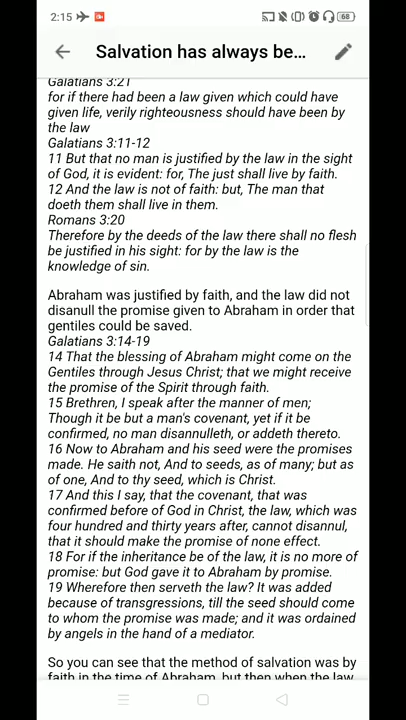 2:15
68
Salvation has always be...
Galatians 3:21
for if there had been a law given which could have
given life, verily righteousness should have been by
the law
Galatians 3:11-12
11 But that no man is justified by the law in the sight
of God, it is evident: for, The just shall live by faith.
12 And the law is not of faith: but, The man that
doeth them shall live in them.
Romans 3:20
Therefore by the deeds of the law there shall no flesh
be justified in his sight: for by the law is the
knowledge of sin.
Abraham was justified by faith, and the law did not
disanull the promise given to Abraham in order that
gentiles could be saved.
Galatians 3:14-19
14 That the blessing of Abraham might come on the
Gentiles through Jesus Christ; that we might receive
the promise of the Spirit through faith.
15 Brethren, I speak after the manner of men;
Though it be but a man's covenant, yet if it be
confirmed, no man disannulleth, or addeth thereto.
16 Now to Abraham and his seed were the promises
made. He saith not, And to seeds, as of many; but as
of one, And to thy seed, which is Christ.
17 And this I say, that the covenant, that was
confirmed before of God in Christ, the law, which was
four hundred and thirty years after, cannot disannul,
that it should make the promise of none effect.
18 For if the inheritance be of the law, it is no more of
promise: but God gave it to Abraham by promise.
19 Wherefore then serveth the law? It was added
because of transgressions, till the seed should come
to whom the promise was made; and it was ordained
by angels in the hand of a mediator.
So you can see that the method of salvation was by
faith in the time of Abraham, but then when the law